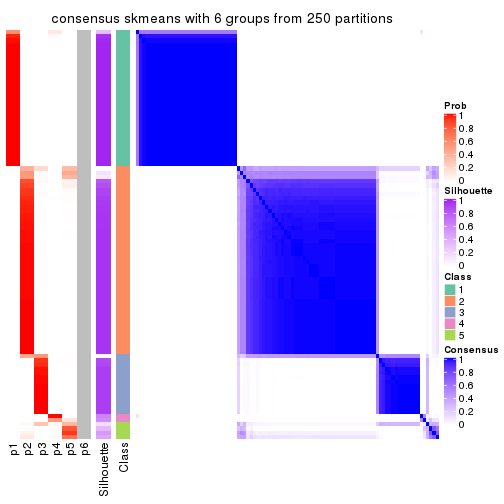 consensus skmeans with 6 groups from 250 partitions
Prob
1
0.8
0.6
0.4
0.2
0
Silhouette
1
0.8
0.6
0.4
0.2
0
Class
1
2
3
4
5
Consensus
1
0.8
0.6
0.4
0.2
0
p1
p2
p3
p4
p5
p6
Silhouette
Class